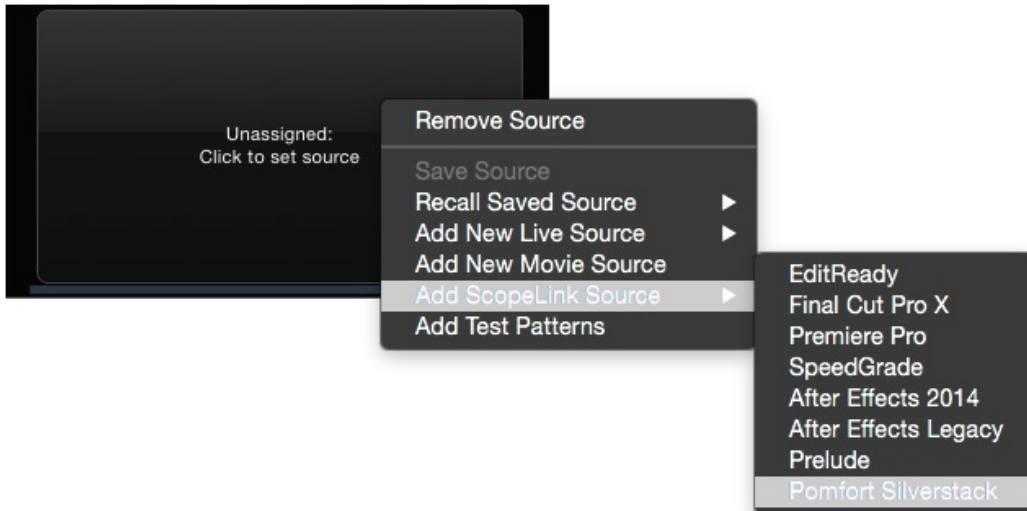 Unassigned:
Click to set source
Remove Source
Save Source
Recall Saved Source
Add New Live Source
Add New Movie Source
Add ScopeLink Source
Add Test Patterns
EditReady
Final Cut Pro X
Premiere Pro
SpeedGrade
After Effects 2014
After Effects Legacy
Prelude
Pomfort Silverstack